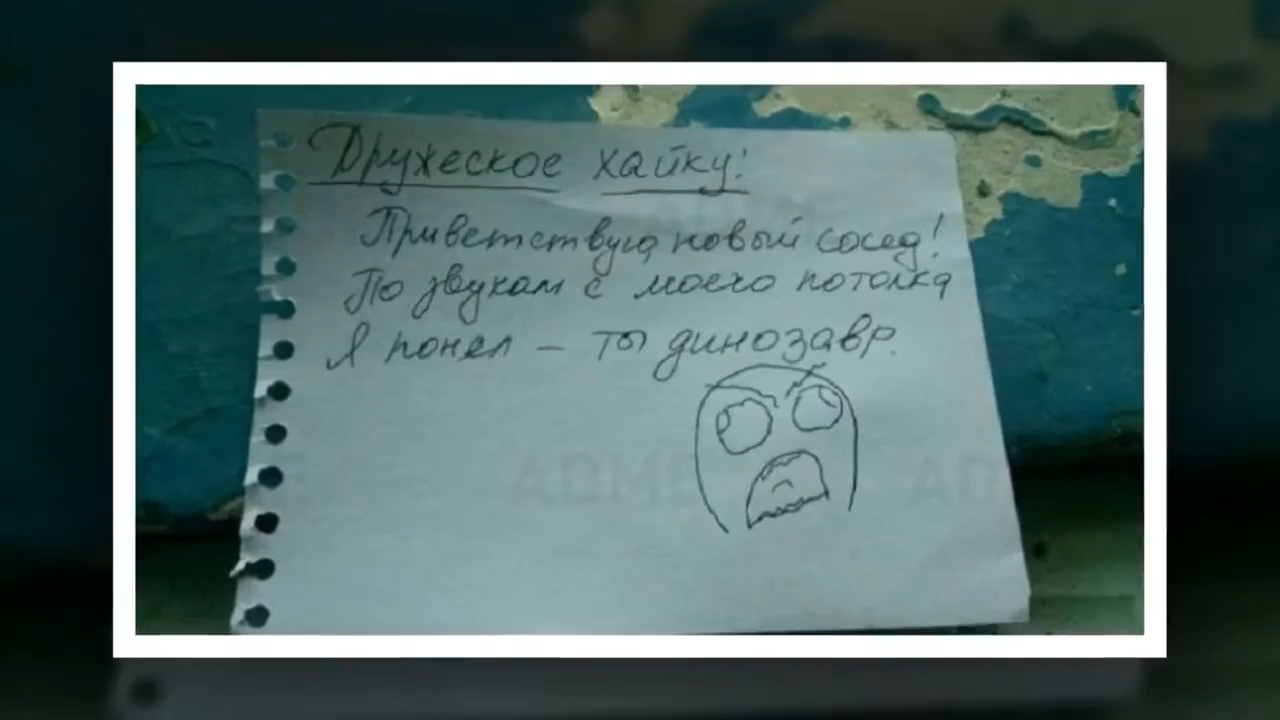 Дружеское хайку:
Приветствую, новый сосед!
По звукам с моего потолка
Я понял – ты динозавр.